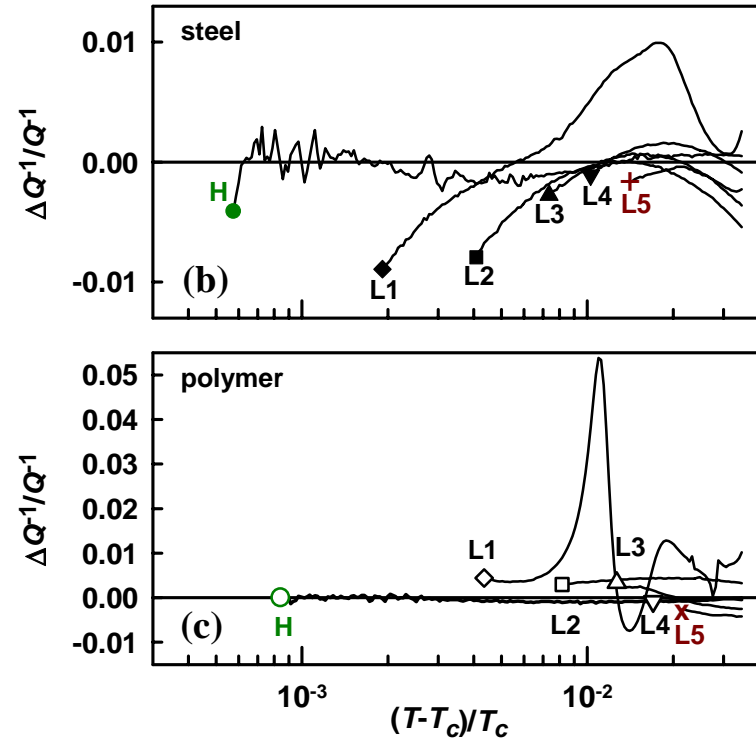 steel
0.01
0.00
-0.01
ΔQ⁻¹/Q⁻¹
H
L1
L2
L3
L4
L5
(b)
polymer
0.05
0.04
0.03
0.02
0.01
0.00
-0.01
ΔQ⁻¹/Q⁻¹
H
L1
L2
L3
L4
x
L5
(c)
10⁻³
10⁻²
(T-T_c)/T_c